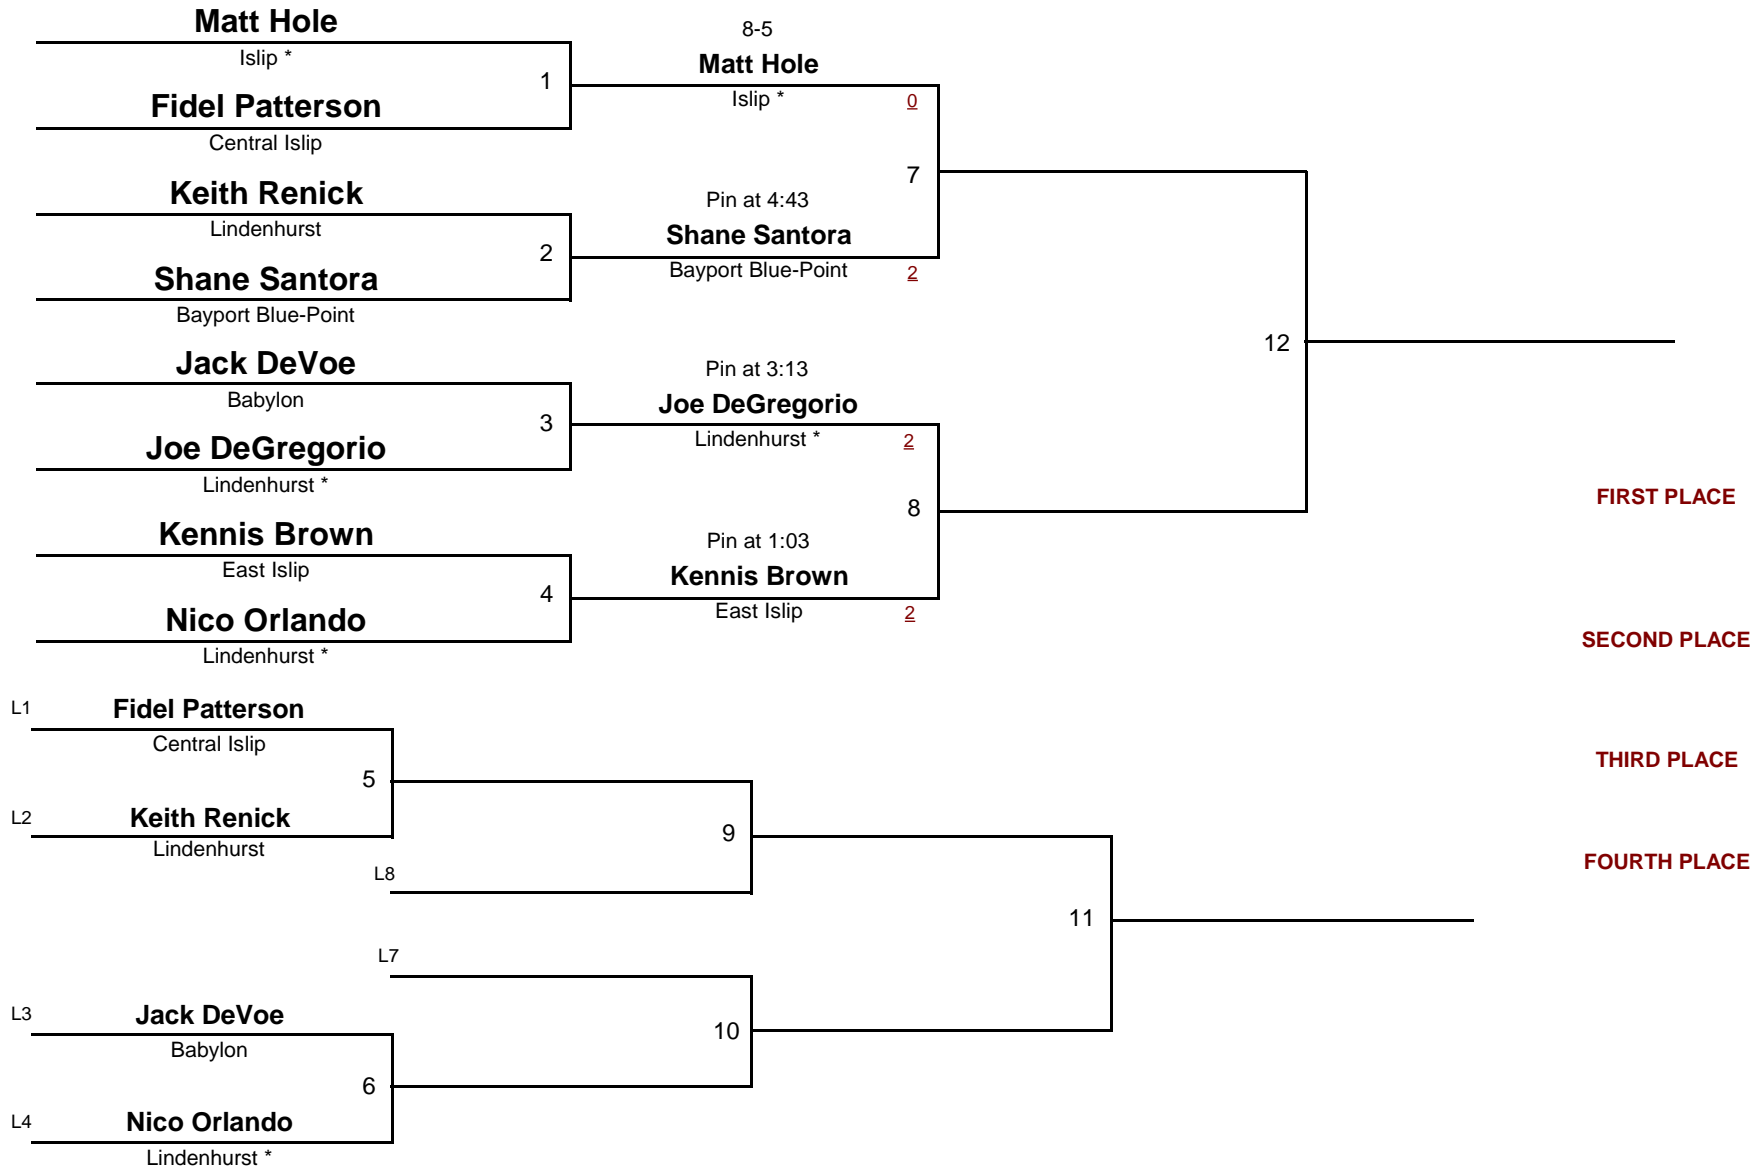 Matt Hole
Islip *
1
Fidel Patterson
Central Islip
Keith Renick
Lindenhurst
2
Shane Santora
Bayport Blue-Point
Jack DeVoe
Babylon
3
Joe DeGregorio
Lindenhurst *
Kennis Brown
East Islip
4
Nico Orlando
Lindenhurst *
8-5
Matt Hole
Islip *
0
7
Pin at 4:43
Shane Santora
Bayport Blue-Point
2
Pin at 3:13
Joe DeGregorio
Lindenhurst *
2
8
Pin at 1:03
Kennis Brown
East Islip
2
12
FIRST PLACE
SECOND PLACE
THIRD PLACE
FOURTH PLACE
L1
Fidel Patterson
Central Islip
5
L2
Keith Renick
Lindenhurst
L8
9
L7
L3
Jack DeVoe
Babylon
6
L4
Nico Orlando
Lindenhurst *
10
11